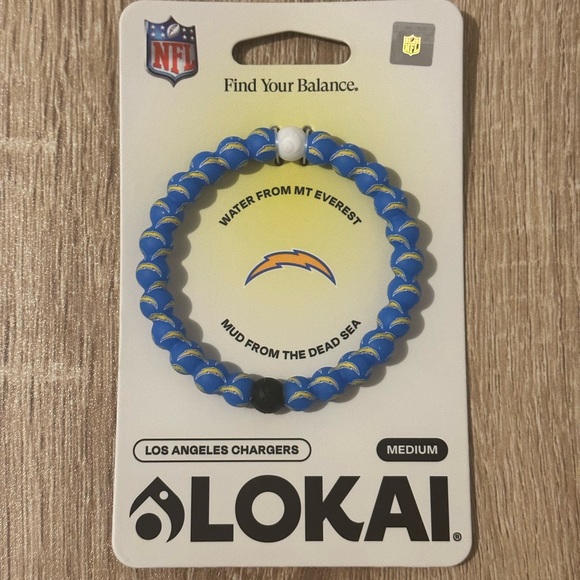 NFL
Find Your Balance®
WATER FROM MT EVEREST
MUD FROM THE DEAD SEA
LOS ANGELES CHARGERS
MEDIUM
LOKAI®